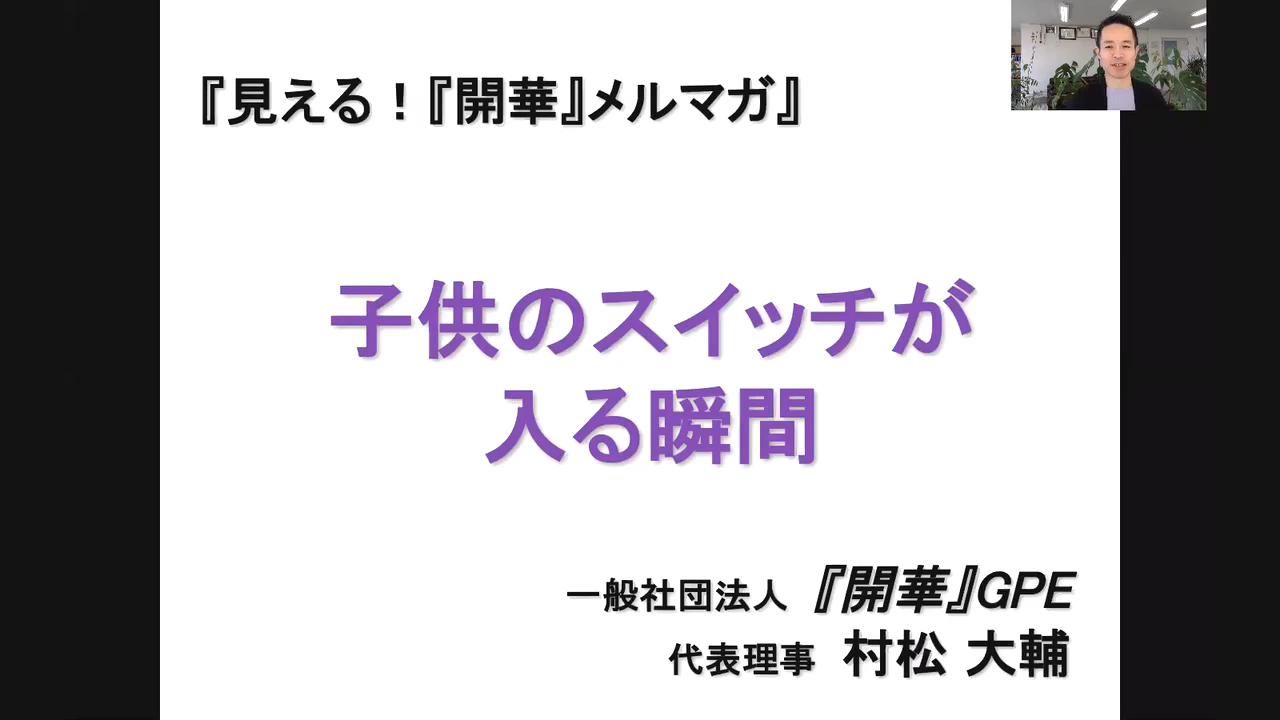 『見える！『開華』メルマガ』
子供のスイッチが
入る瞬間
一般社団法人 『開華』GPE
代表理事 村松 大輔